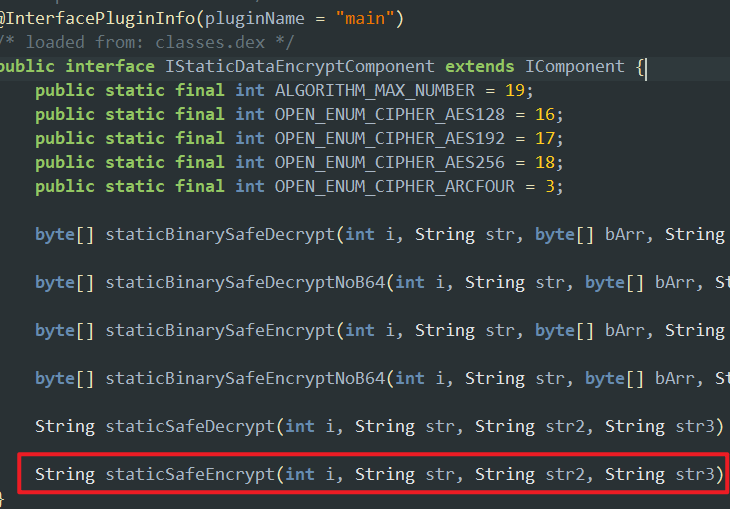 @InterfacePluginInfo(pluginName = "main")
/* loaded from: classes.dex */
public interface IStaticDataEncryptComponent extends IComponent {
    public static final int ALGORITHM_MAX_NUMBER = 19;
    public static final int OPEN_ENUM_CIPHER_AES128 = 16;
    public static final int OPEN_ENUM_CIPHER_AES192 = 17;
    public static final int OPEN_ENUM_CIPHER_AES256 = 18;
    public static final int OPEN_ENUM_CIPHER_ARCFOUR = 3;
    byte[] staticBinarySafeDecrypt(int i, String str, byte[] bArr, String
    byte[] staticBinarySafeDecryptNoB64(int i, String str, byte[] bArr, St
    byte[] staticBinarySafeEncrypt(int i, String str, byte[] bArr, String
    byte[] staticBinarySafeEncryptNoB64(int i, String str, byte[] bArr, St
    String staticSafeDecrypt(int i, String str, String str2, String str3)
    String staticSafeEncrypt(int i, String str, String str2, String str3)
}